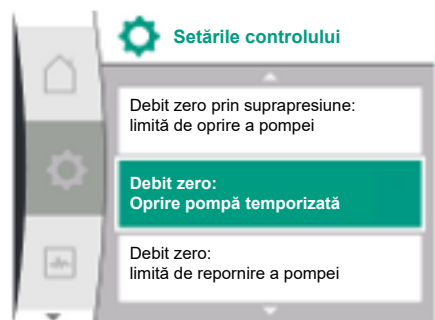 Setările controlului
Debit zero prin suprapresiune:
limită de oprire a pompei
Debit zero:
Oprire pompă temporizată
Debit zero:
limită de repornire a pompei